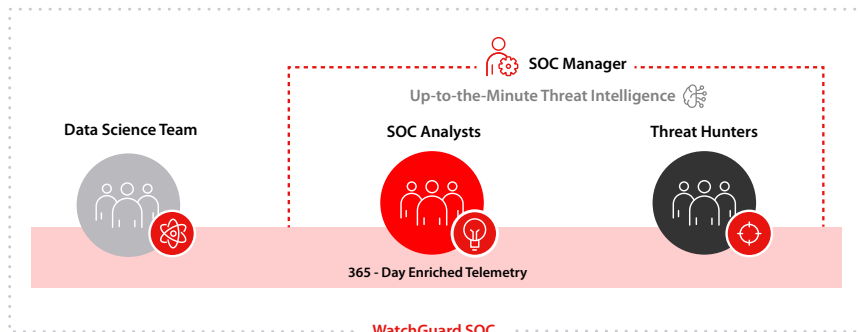 SOC Manager
Up-to-the-Minute Threat Intelligence
Data Science Team
SOC Analysts
Threat Hunters
365 - Day Enriched Telemetry
WatchGuard SOC